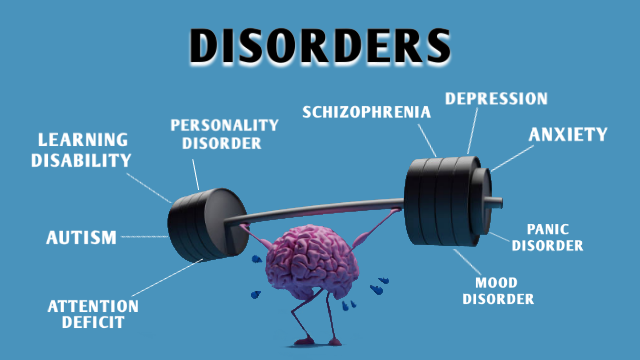 DISORDERS
LEARNING
DISABILITY
PERSONALITY
DISORDER
SCHIZOPHRENIA
DEPRESSION
ANXIETY
AUTISM
PANIC
DISORDER
ATTENTION
DEFICIT
MOOD
DISORDER